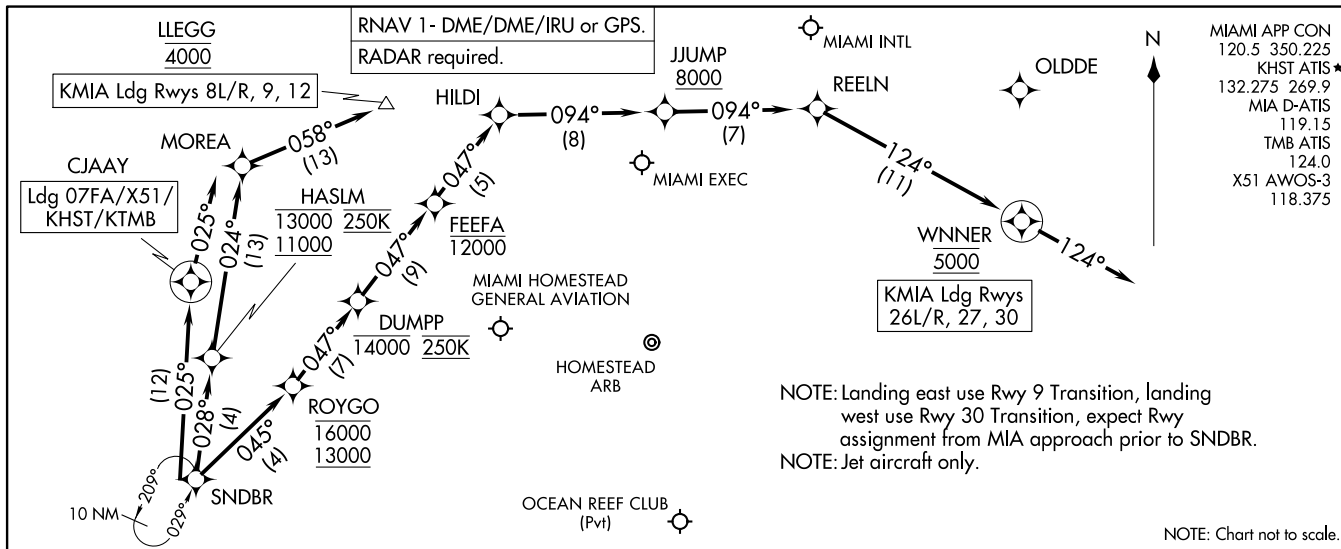 LLEGG
4000
KMIA Ldg Rwys 8L/R, 9, 12
RNAV 1- DME/DME/IRU or GPS.
RADAR required.
MIAMI INTL
N
MIAMI APP CON
120.5 350.225
KHST ATIS★
132.275 269.9
MIA D-ATIS
119.15
TMB ATIS
124.0
X51 AWOS-3
118.375
JJUMP
8000
REELN
OLDDE
HILDI
094°
(8)
094°
(7)
MOREA
058°
(13)
CJAAY
Ldg 07FA/X51/
KHST/KTMB
025°
024°
(13)
HASLM
13000 250K
11000
047°
(5)
MIAMI EXEC
124°
(11)
FEEFA
12000
WNNER
5000
124°
KMIA Ldg Rwys
26L/R, 27, 30
047°
(9)
MIAMI HOMESTEAD
GENERAL AVIATION
DUMPP
14000 250K
HOMESTEAD
ARB
025°
(12)
028°
(4)
047°
(7)
ROYGO
16000
13000
045°
(4)
SNDBR
209°
029°
10 NM
OCEAN REEF CLUB
(Pvt)
NOTE: Landing east use Rwy 9 Transition, landing
west use Rwy 30 Transition, expect Rwy
assignment from MIA approach prior to SNDBR.
NOTE: Jet aircraft only.
NOTE: Chart not to scale.